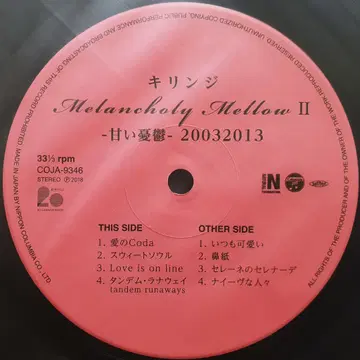 キリンジ
Melancholy Mellow II
-甘い憂鬱- 20032013
33⅓ rpm
COJA-9346
STEREO ℗ 2018
20
THIS SIDE
1. 愛のCoda
2. スウィートソウル
3. Love is on line
4. タンデム・ラナウェイ
tandem runaways
OTHER SIDE
1. いつも可愛い
2. 鼻紙
3. セレーネのセレナーデ
4. ナイーヴな人々
ALL RIGHTS OF THE PRODUCER AND OF THE OWNER OF THE WORK REPRODUCED RESERVED. UNAUTHORIZED COPYING, PUBLIC PERFORMANCE AND BROADCASTING OF THIS RECORD PROHIBITED. MADE IN JAPAN BY NIPPON COLUMBIA CO., LTD.